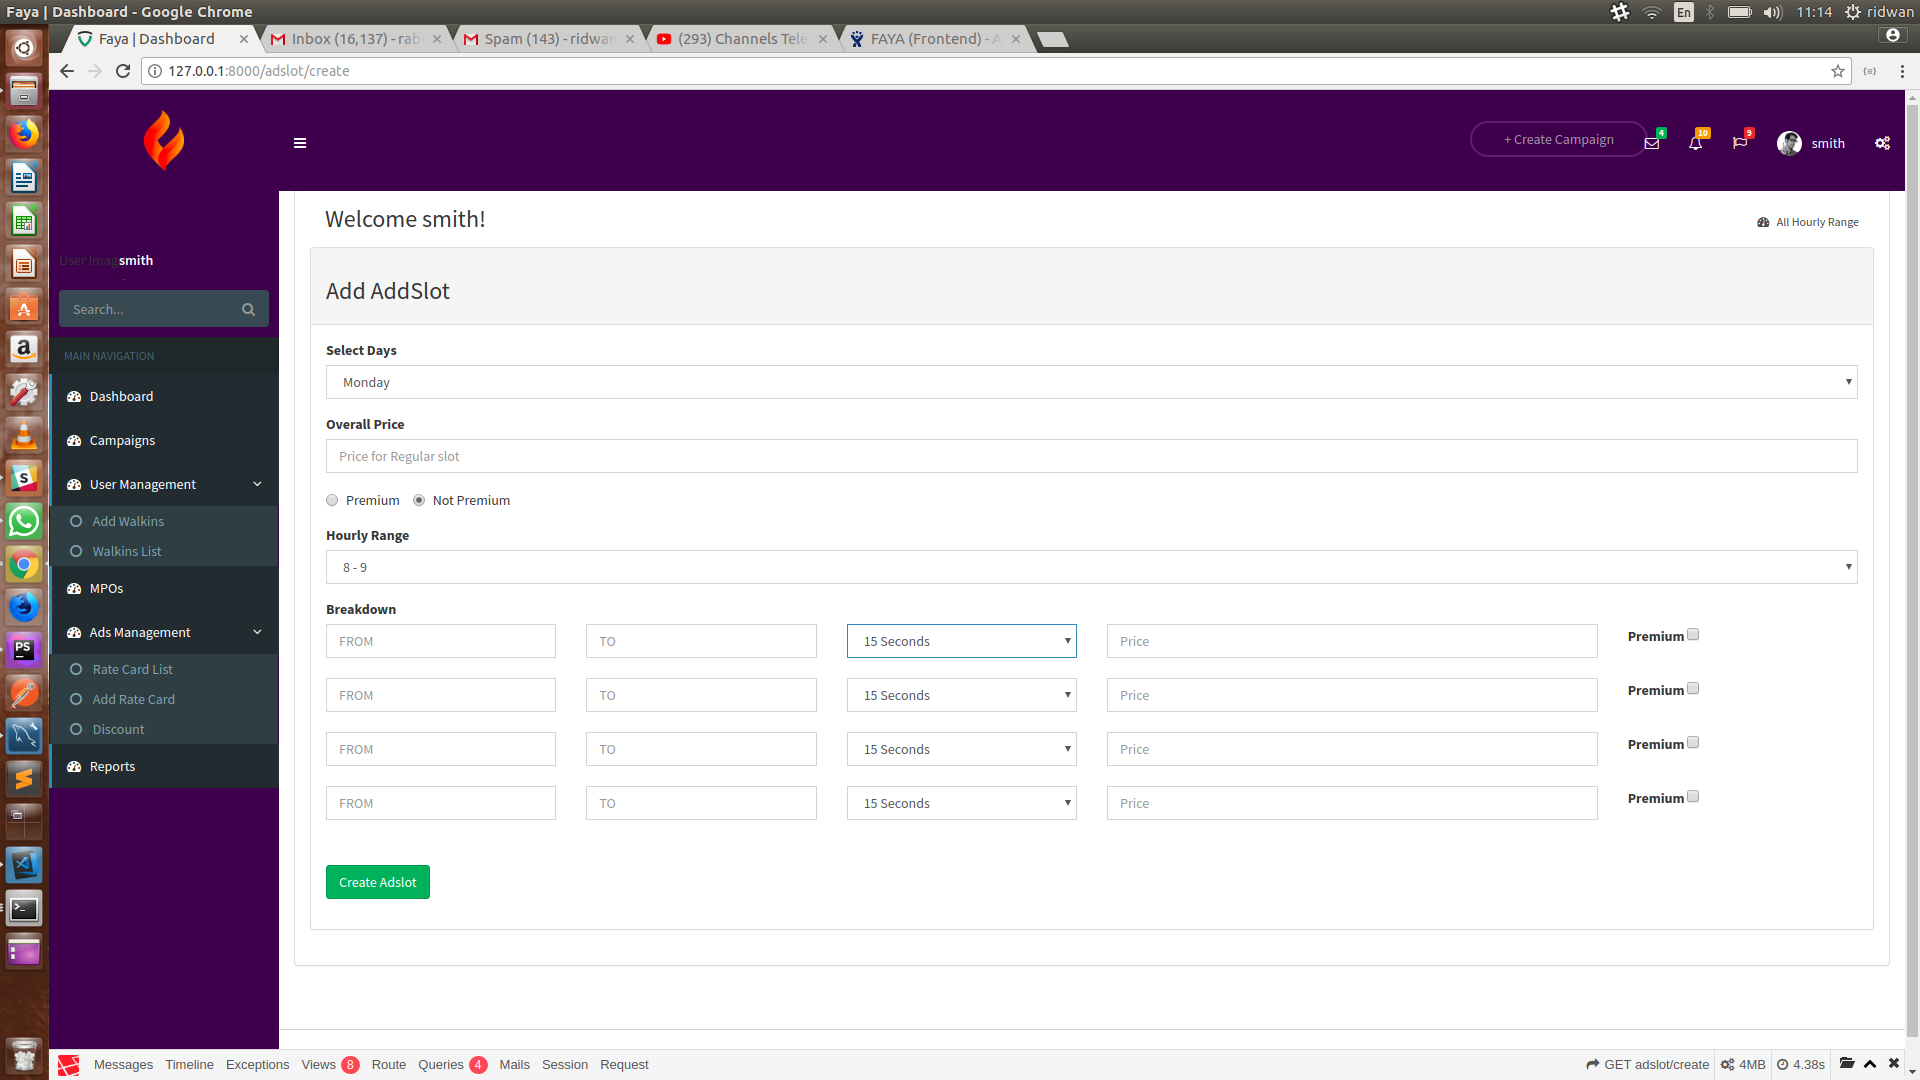 Faya | Dashboard - Google Chrome
En 11:14 ridwan
Faya | Dashboard
Inbox (16,137) - rab
Spam (143) - ridwa
(293) Channels Tele
FAYA (Frontend) - A
127.0.0.1:8000/adslot/create
+ Create Campaign
4
10
9
smith
Welcome smith!
All Hourly Range
User Imag smith
Search...
MAIN NAVIGATION
Dashboard
Campaigns
User Management
Add Walkins
Walkins List
MPOs
Ads Management
Rate Card List
Add Rate Card
Discount
Reports
Add AddSlot
Select Days
Monday
Overall Price
Price for Regular slot
Premium Not Premium
Hourly Range
8 - 9
Breakdown
FROM TO 15 Seconds Price Premium
FROM TO 15 Seconds Price Premium
FROM TO 15 Seconds Price Premium
FROM TO 15 Seconds Price Premium
Create Adslot
Messages Timeline Exceptions Views 8 Route Queries 4 Mails Session Request
GET adslot/create 4MB 4.38s